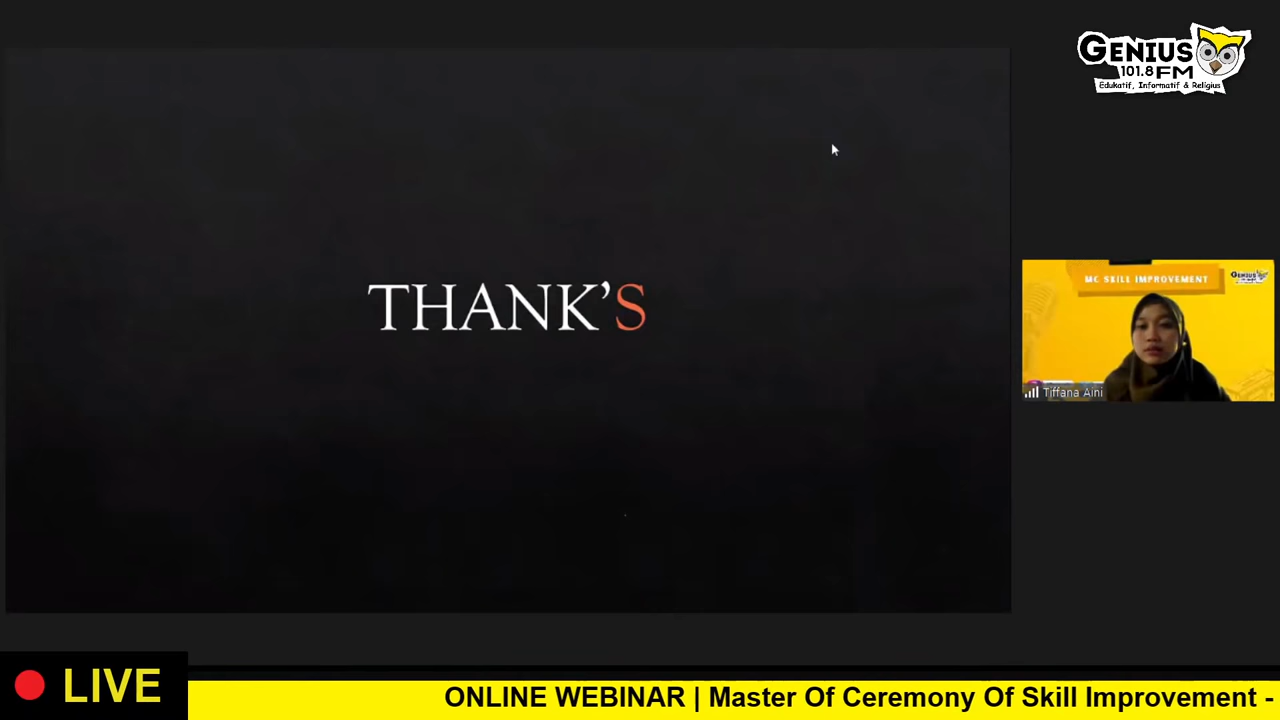 GENIUS
101.8 FM
Edukatif, Informatif & Religius
THANK'S
MC SKILL IMPROVEMENT
GENIUS
Tiffana Aini
LIVE
ONLINE WEBINAR | Master Of Ceremony Of Skill Improvement -